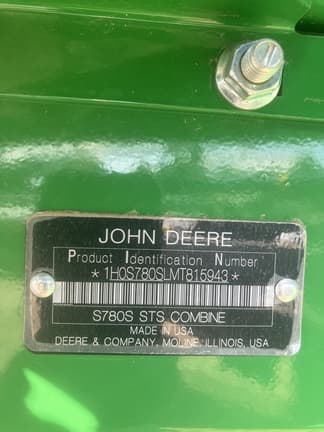 JOHN DEERE
Product Identification Number
*1H0S780SLMT815943*
S780S STS COMBINE
MADE IN USA
DEERE & COMPANY, MOLINE, ILLINOIS, USA